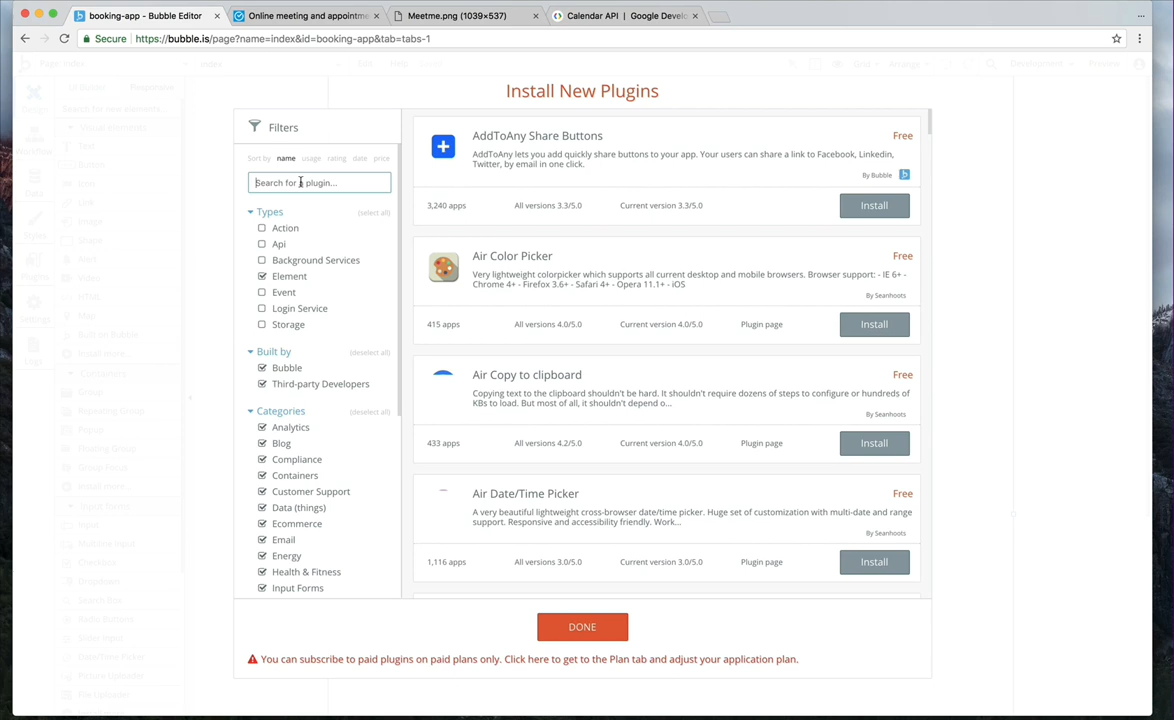 booking-app - Bubble Editor
Online meeting and appointme
Meetme.png (1039×537)
Calendar API | Google Develo
Secure https://bubble.is/page?name=index&id=booking-app&tab=tabs-1
Install New Plugins
Filters
Sort by name usage rating date price
Search for a plugin...
Types (select all)
Action
Api
Background Services
Element
Event
Login Service
Storage
Built by (deselect all)
Bubble
Third-party Developers
Categories (deselect all)
Analytics
Blog
Compliance
Containers
Customer Support
Data (things)
Ecommerce
Email
Energy
Health & Fitness
Input Forms
AddToAny Share Buttons Free
AddToAny lets you add quickly share buttons to your app. Your users can share a link to Facebook, Linkedin,
Twitter, by email in one click.
By Bubble
3,240 apps All versions 3.3/5.0 Current version 3.3/5.0 Install
Air Color Picker Free
Very lightweight colorpicker which supports all current desktop and mobile browsers. Browser support: - IE 6+ -
Chrome 4+ - Firefox 3.6+ - Safari 4+ - Opera 11.1+ - iOS
By Seanhoots
415 apps All versions 4.0/5.0 Current version 4.0/5.0 Plugin page Install
Air Copy to clipboard Free
Copying text to the clipboard shouldn't be hard. It shouldn't require dozens of steps to configure or hundreds of
KBs to load. But most of all, it shouldn't depend o...
By Seanhoots
433 apps All versions 4.2/5.0 Current version 4.0/5.0 Plugin page Install
Air Date/Time Picker Free
A very beautiful lightweight cross-browser date/time picker. Huge set of customization with multi-date and range
support. Responsive and accessibility friendly. Work...
By Seanhoots
1,116 apps All versions 3.0/5.0 Current version 3.0/5.0 Plugin page Install
DONE
You can subscribe to paid plugins on paid plans only. Click here to get to the Plan tab and adjust your application plan.